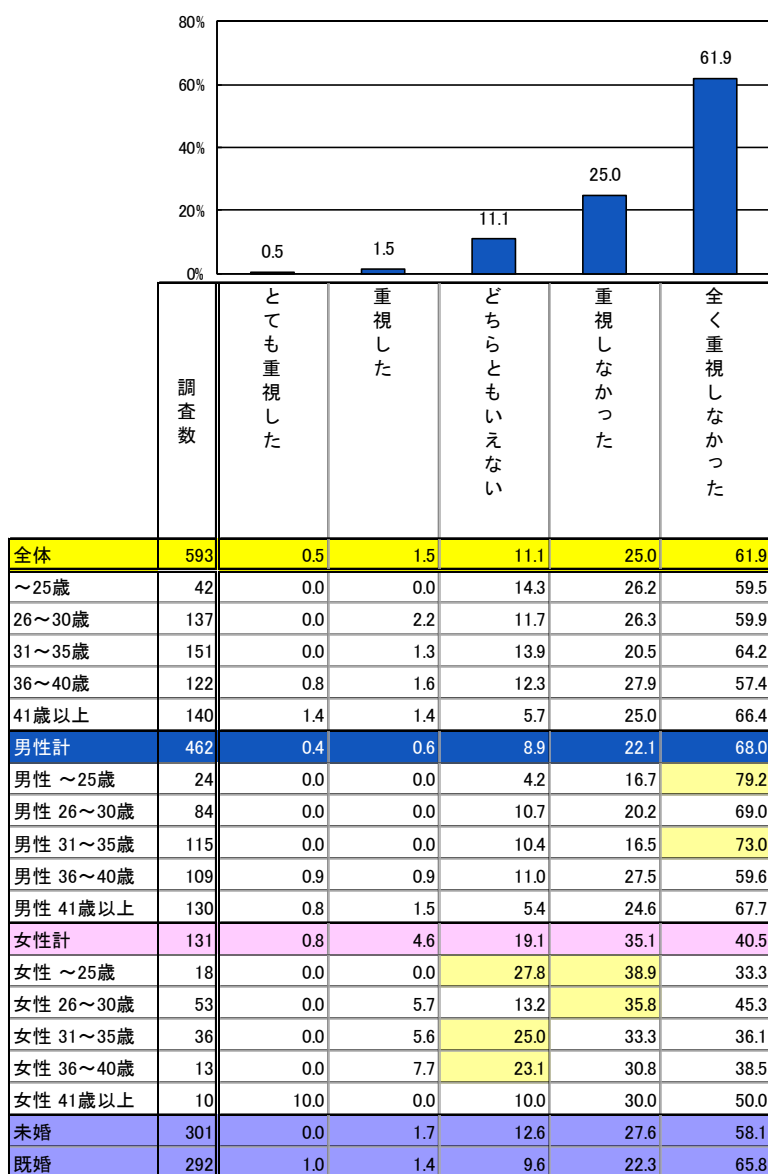 80%
60%
40%
20%
0%
0.5
1.5
11.1
25.0
61.9
調査数
とても重視した
重視した
どちらともいえない
重視しなかった
全く重視しなかった
全体 593 0.5 1.5 11.1 25.0 61.9
～25歳 42 0.0 0.0 14.3 26.2 59.5
26～30歳 137 0.0 2.2 11.7 26.3 59.9
31～35歳 151 0.0 1.3 13.9 20.5 64.2
36～40歳 122 0.8 1.6 12.3 27.9 57.4
41歳以上 140 1.4 1.4 5.7 25.0 66.4
男性計 462 0.4 0.6 8.9 22.1 68.0
男性 ～25歳 24 0.0 0.0 4.2 16.7 79.2
男性 26～30歳 84 0.0 0.0 10.7 20.2 69.0
男性 31～35歳 115 0.0 0.0 10.4 16.5 73.0
男性 36～40歳 109 0.9 0.9 11.0 27.5 59.6
男性 41歳以上 130 0.8 1.5 5.4 24.6 67.7
女性計 131 0.8 4.6 19.1 35.1 40.5
女性 ～25歳 18 0.0 0.0 27.8 38.9 33.3
女性 26～30歳 53 0.0 5.7 13.2 35.8 45.3
女性 31～35歳 36 0.0 5.6 25.0 33.3 36.1
女性 36～40歳 13 0.0 7.7 23.1 30.8 38.5
女性 41歳以上 10 10.0 0.0 10.0 30.0 50.0
未婚 301 0.0 1.7 12.6 27.6 58.1
既婚 292 1.0 1.4 9.6 22.3 65.8